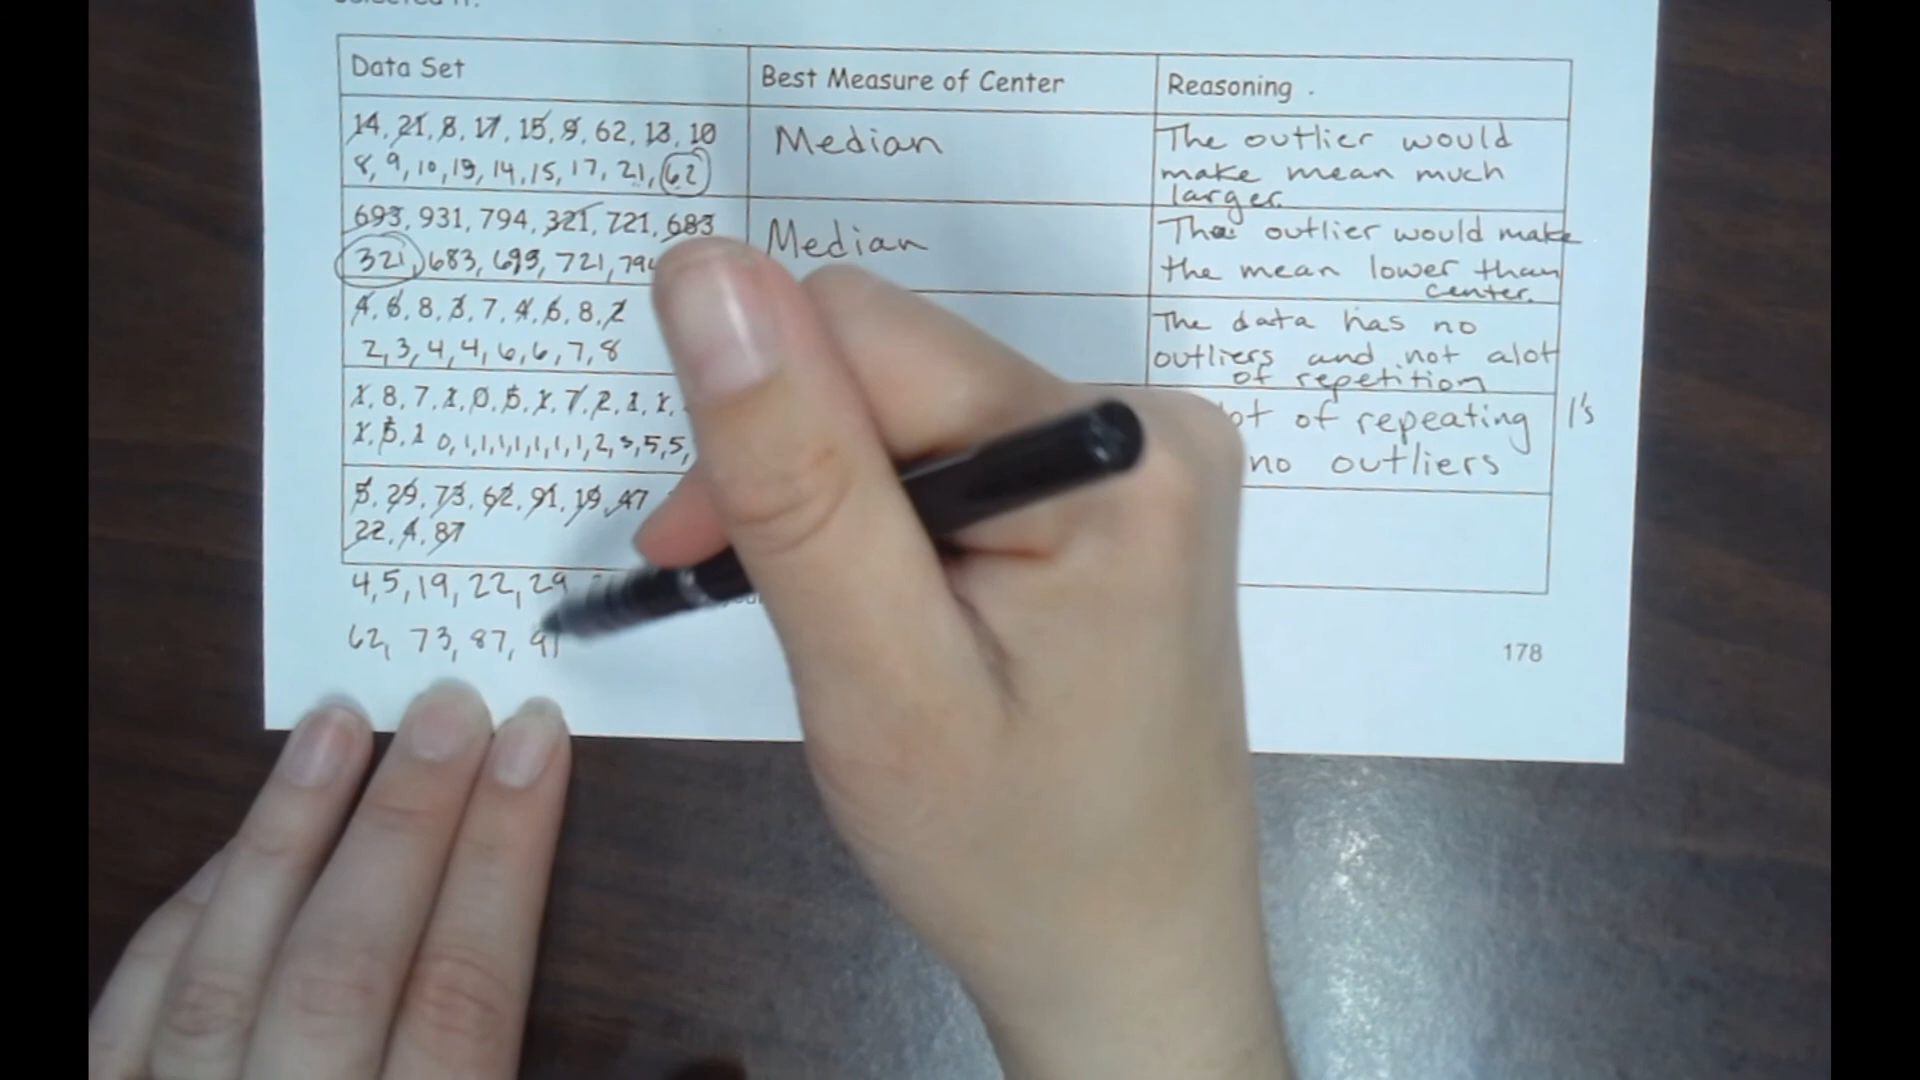 Data Set
Best Measure of Center
Reasoning
14, 21, 8, 17, 15, 9, 62, 13, 10
8, 9, 10, 13, 14, 15, 17, 21, 62
Median
The outlier would
make mean much
larger.
693, 931, 794, 321, 721, 683
321, 683, 693, 721, 794
Median
The outlier would make
the mean lower than
center.
4, 6, 8, 3, 7, 4, 6, 8, 2
2, 3, 4, 4, 6, 6, 7, 8
The data has no
outliers and not alot
of repetition
1, 8, 7, 1, 0, 5, 1, 7, 2, 1, 1,
1, 5, 1
0, 1, 1, 1, 1, 1, 1, 1, 2, 3, 5, 5,
of repeating 1's
no outliers
5, 29, 73, 62, 91, 19, 47
22, 4, 87
4, 5, 19, 22, 29
62, 73, 87, 91
178